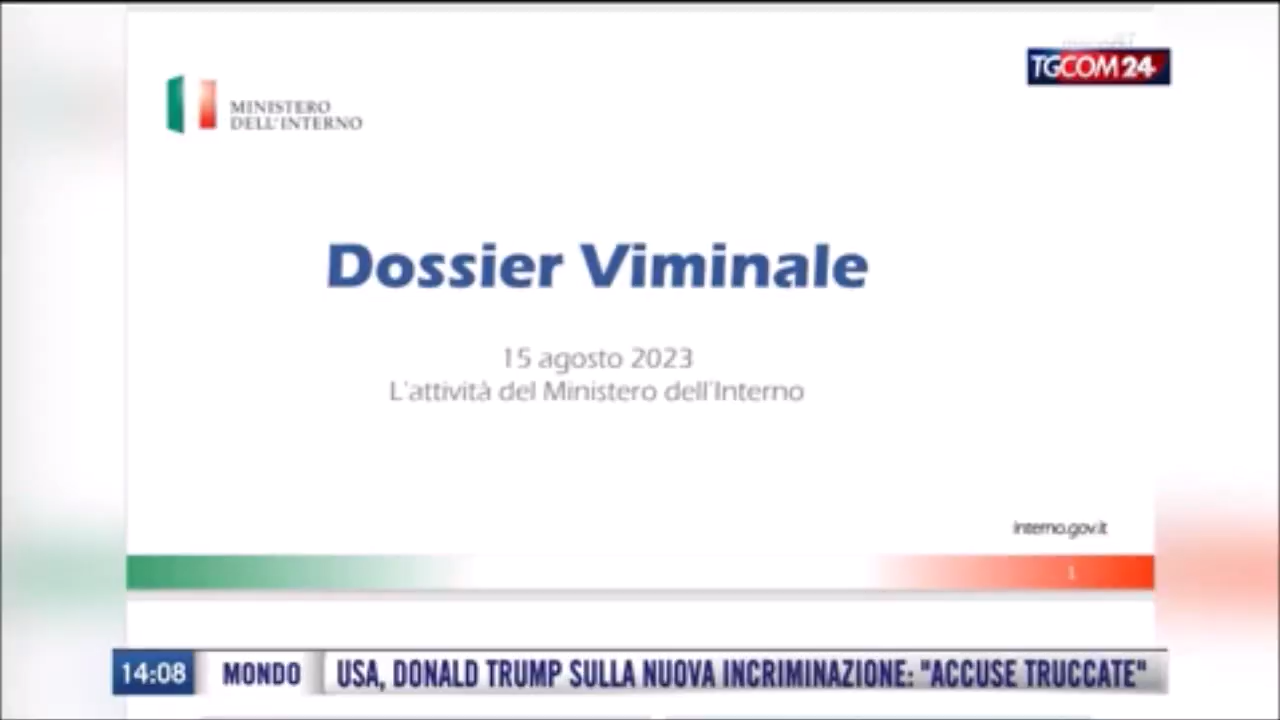 TGCOM24
MINISTERO
DELL'INTERNO
Dossier Viminale
15 agosto 2023
L'attività del Ministero dell'Interno
interno.gov.it
1
14:08 MONDO USA, DONALD TRUMP SULLA NUOVA INCRIMINAZIONE: "ACCUSE TRUCCATE"